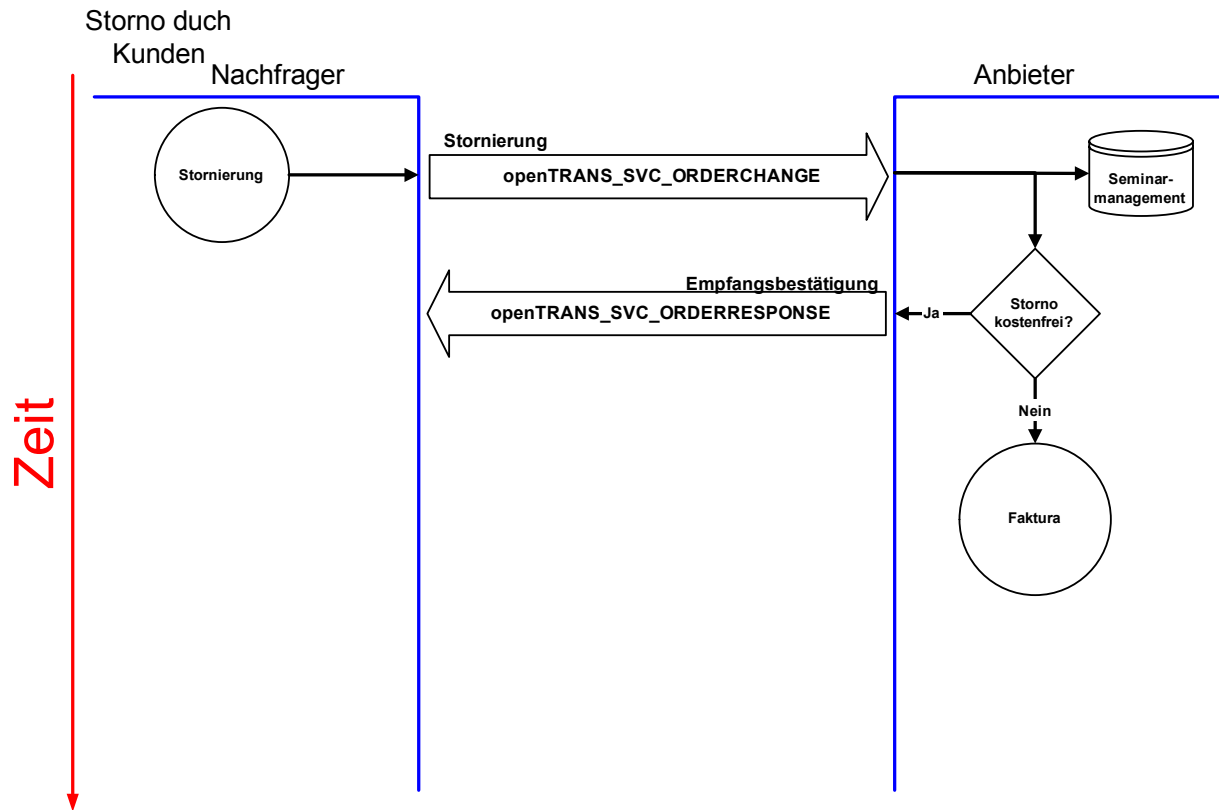 Storno duch
Kunden
Nachfrager
Anbieter
Stornierung
Stornierung
openTRANS_SVC_ORDERCHANGE
Seminar-
management
Empfangsbestätigung
openTRANS_SVC_ORDERRESPONSE
Ja
Storno
kostenfrei?
Nein
Zeit
Faktura